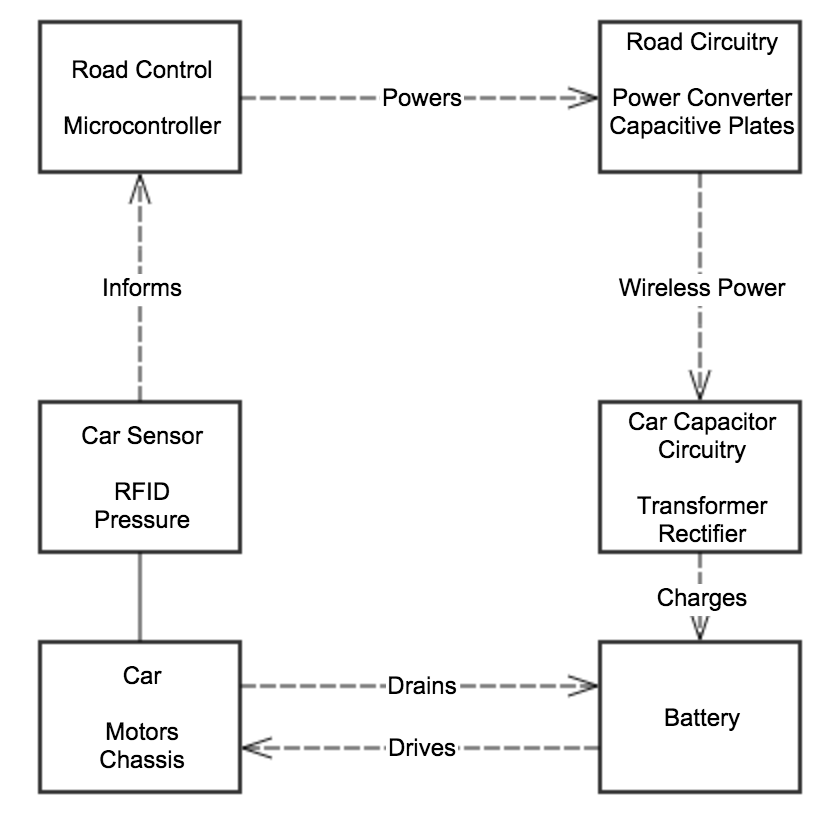 Road Control
Microcontroller
Powers
Road Circuitry
Power Converter
Capacitive Plates
Informs
Wireless Power
Car Sensor
RFID
Pressure
Car Capacitor
Circuitry
Transformer
Rectifier
Charges
Car
Motors
Chassis
Drains
Drives
Battery